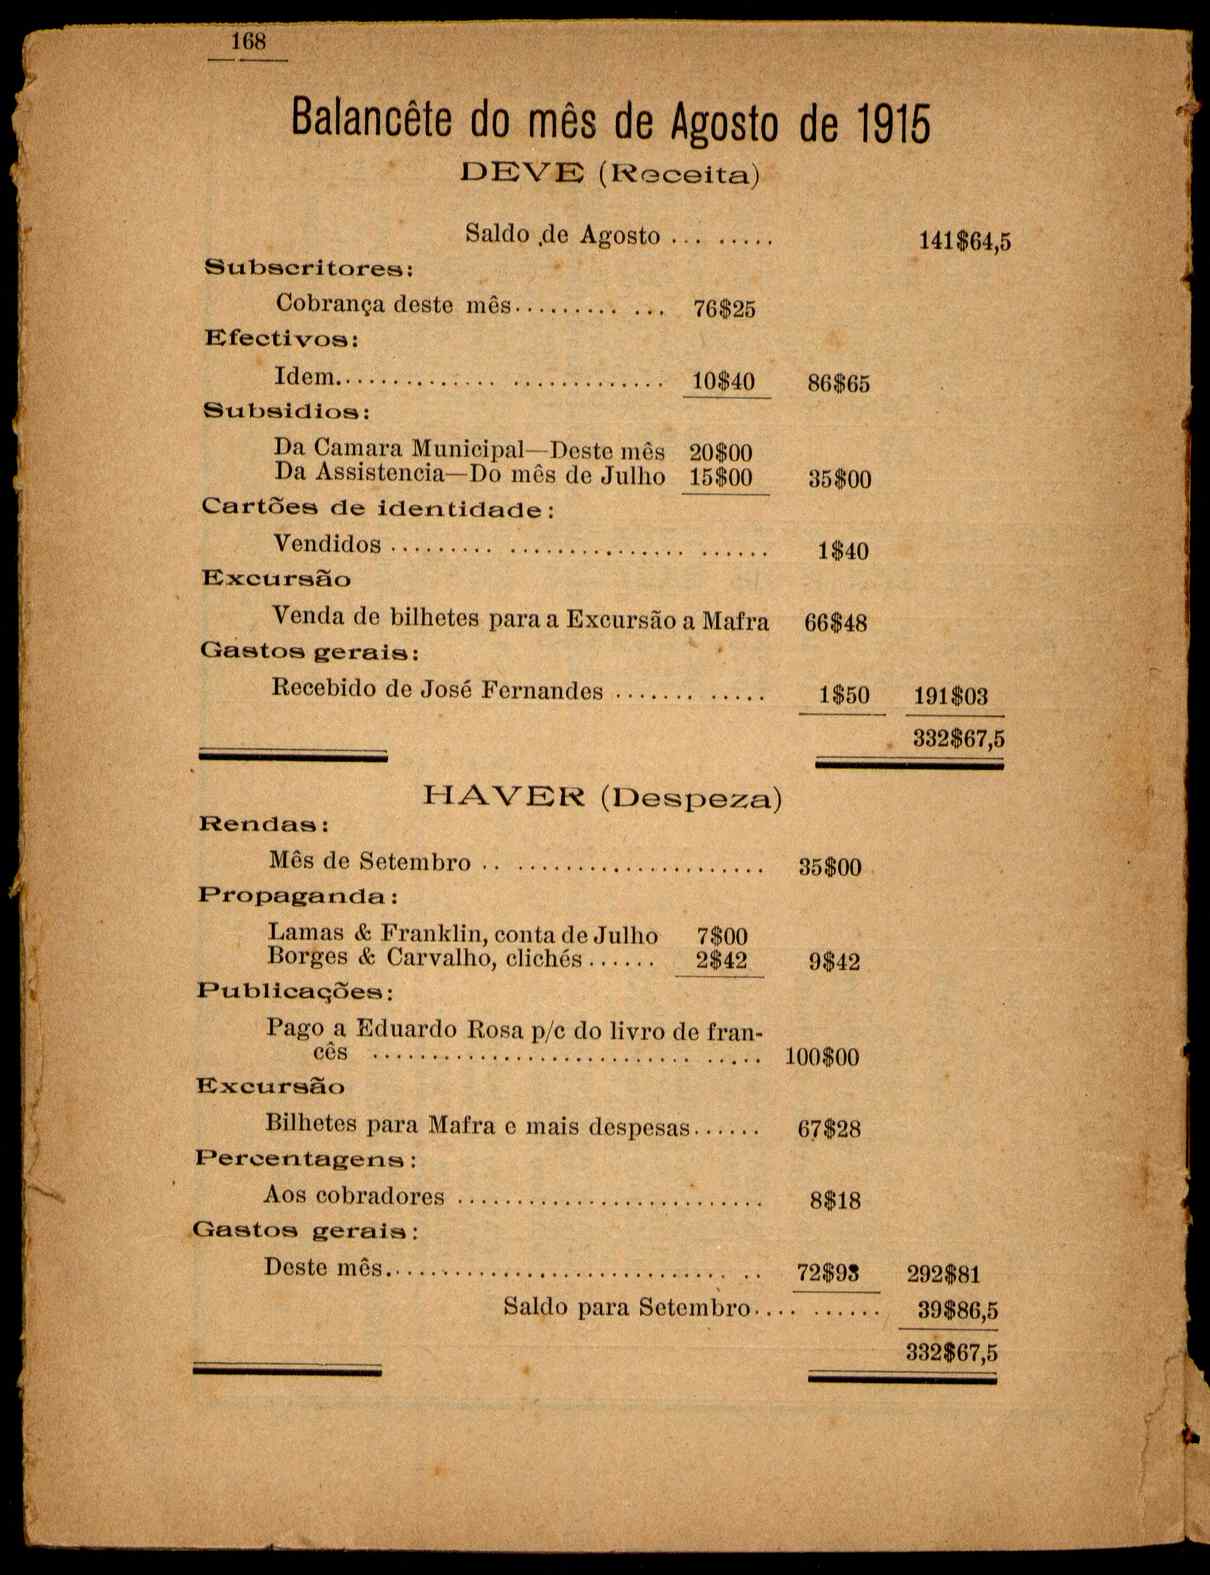 168
Balancête do mês de Agosto de 1915
DEVE (Receita)
Saldo de Agosto ... ..... 141$64,5
Subscritores:
Cobrança deste mês......... ... 76$25
Efectivos:
Idem.............. ............. 10$40 86$65
Subsidios:
Da Camara Municipal—Deste mês 20$00
Da Assistencia—Do mês de Julho 15$00 35$00
Cartões de identidade:
Vendidos ......... ............... ...... 1$40
Excursão
Venda de bilhetes para a Excursão a Mafra 66$48
Gastos gerais:
Recebido de José Fernandes ........ ..... 1$50 191$03
332$67,5
HAVER (Despeza)
Rendas:
Mês de Setembro .. ..................... 35$00
Propaganda:
Lamas & Franklin, conta de Julho 7$00
Borges & Carvalho, clichés ...... 2$42 9$42
Publicações:
Pago a Eduardo Rosa p/c do livro de fran-
cês ........................... ..... 100$00
Excursão
Bilhetes para Mafra e mais despesas...... 67$28
Percentagens:
Aos cobradores .......................... 8$18
Gastos gerais:
Deste mês............................. .. 72$93 292$81
Saldo para Setembro.... ...... 39$86,5
332$67,5